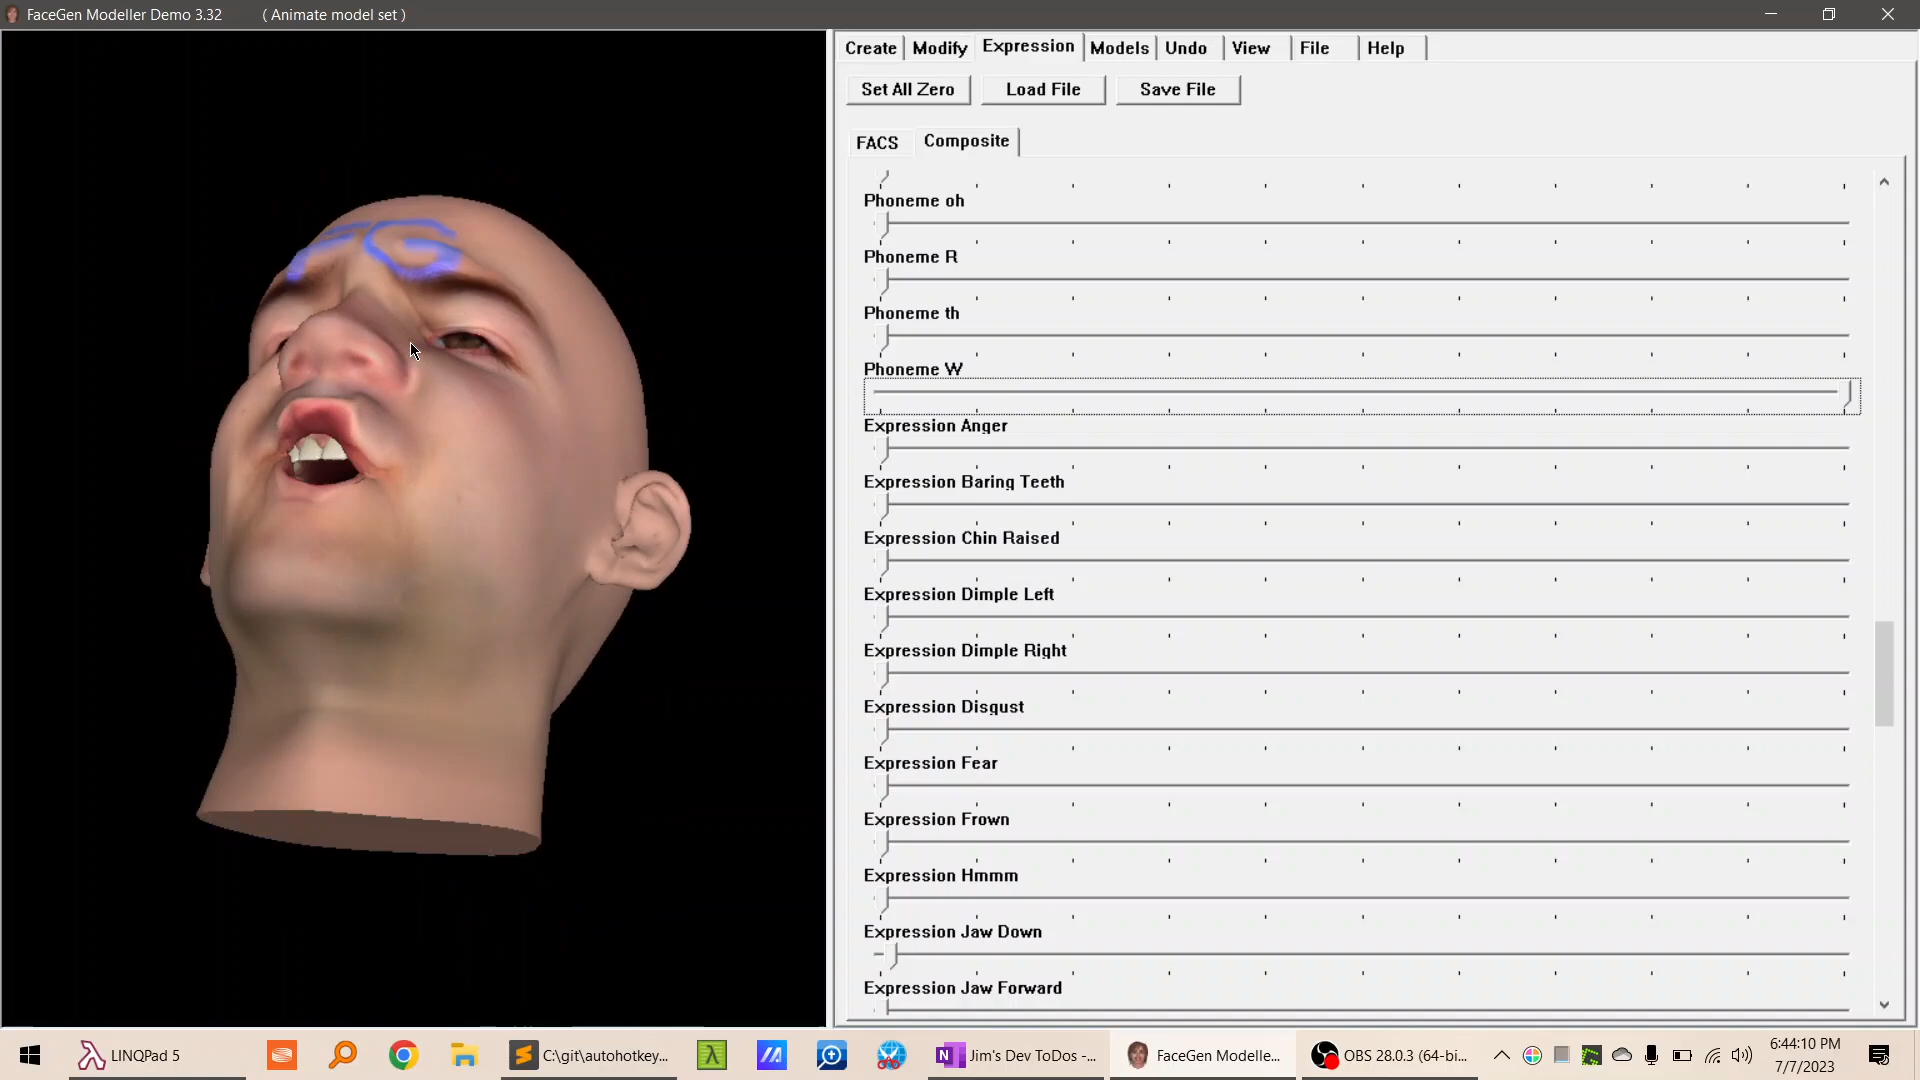 FaceGen Modeller Demo 3.32 ( Animate model set )
Create Modify Expression Models Undo View File Help
Set All Zero Load File Save File
FACS Composite
Phoneme oh
Phoneme R
Phoneme th
Phoneme W
Expression Anger
Expression Baring Teeth
Expression Chin Raised
Expression Dimple Left
Expression Dimple Right
Expression Disgust
Expression Fear
Expression Frown
Expression Hmmm
Expression Jaw Down
Expression Jaw Forward
FG
LINQPad 5 C:\git\autohotkey... Jim's Dev ToDos -... FaceGen Modelle... OBS 28.0.3 (64-bi... 6:44:10 PM
7/7/2023